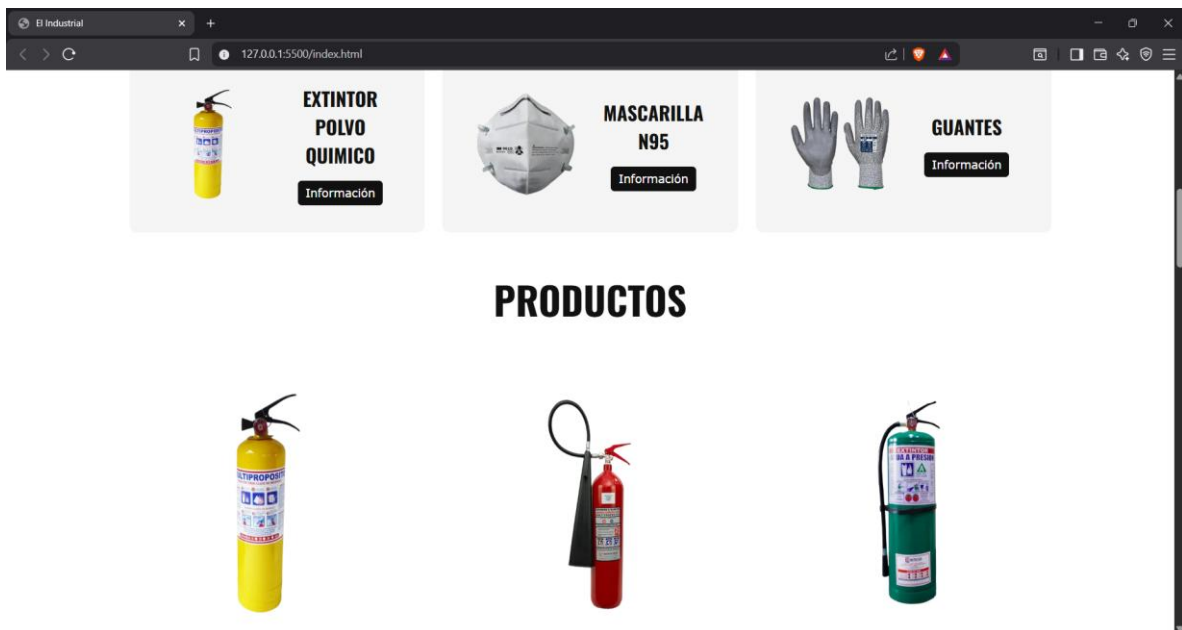 El Industrial
127.0.0.1:5500/index.html
EXTINTOR
POLVO
QUIMICO
Información
MASCARILLA
N95
Información
GUANTES
Información
PRODUCTOS
EXTINTOR